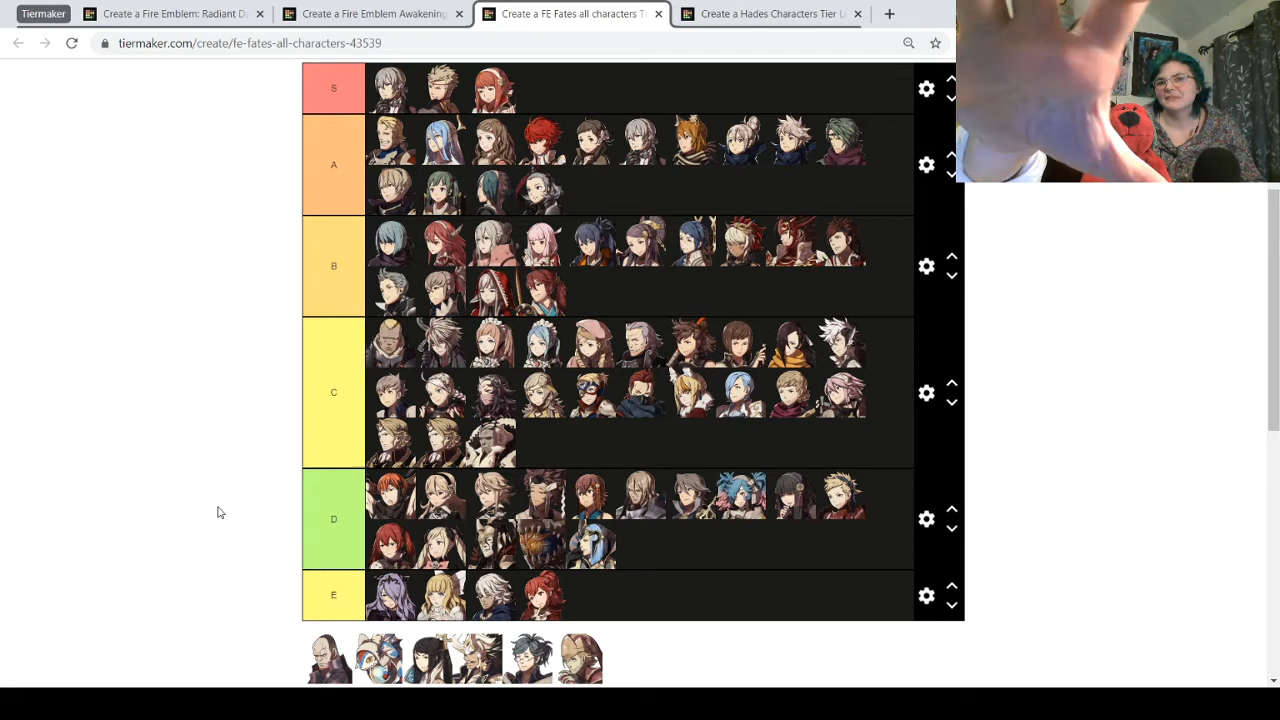 Tiermaker
Create a Fire Emblem: Radiant D
Create a Fire Emblem Awakening
Create a FE Fates all characters T
Create a Hades Characters Tier Li
tiermaker.com/create/fe-fates-all-characters-43539
S
A
B
C
D
E